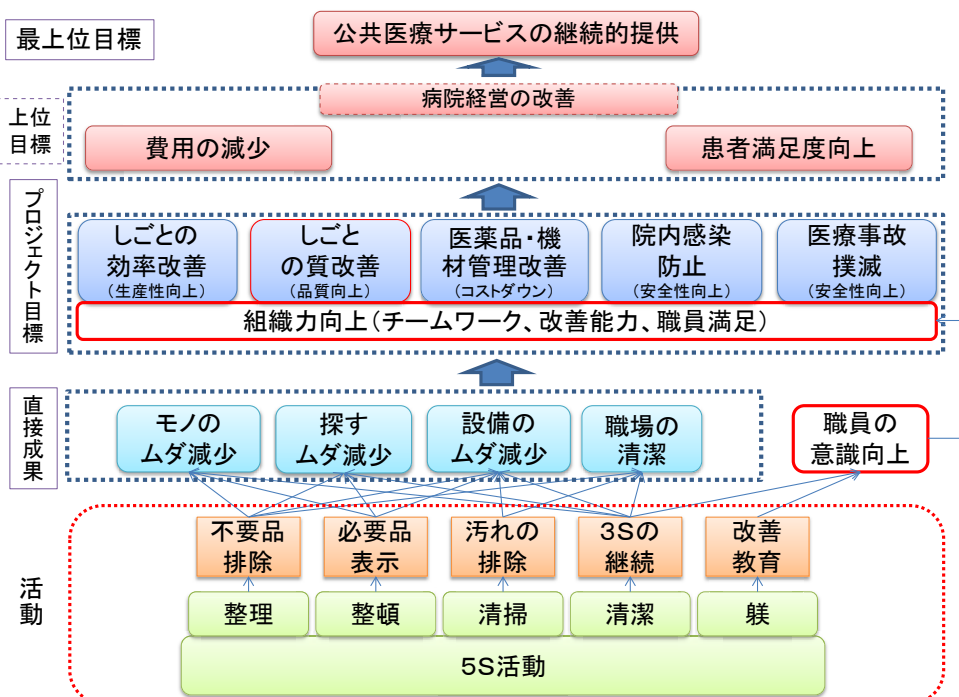 最上位目標
公共医療サービスの継続的提供
上位
目標
病院経営の改善
費用の減少
患者満足度向上
プロジェクト目標
しごとの
効率改善
(生産性向上)
しごと
の質改善
(品質向上)
医薬品・機
材管理改善
(コストダウン)
院内感染
防止
(安全性向上)
医療事故
撲滅
(安全性向上)
組織力向上(チームワーク、改善能力、職員満足)
直接成果
モノの
ムダ減少
探す
ムダ減少
設備の
ムダ減少
職場の
清潔
職員の
意識向上
活動
不要品
排除
必要品
表示
汚れの
排除
3Sの
継続
改善
教育
整理
整頓
清掃
清潔
躾
5S活動